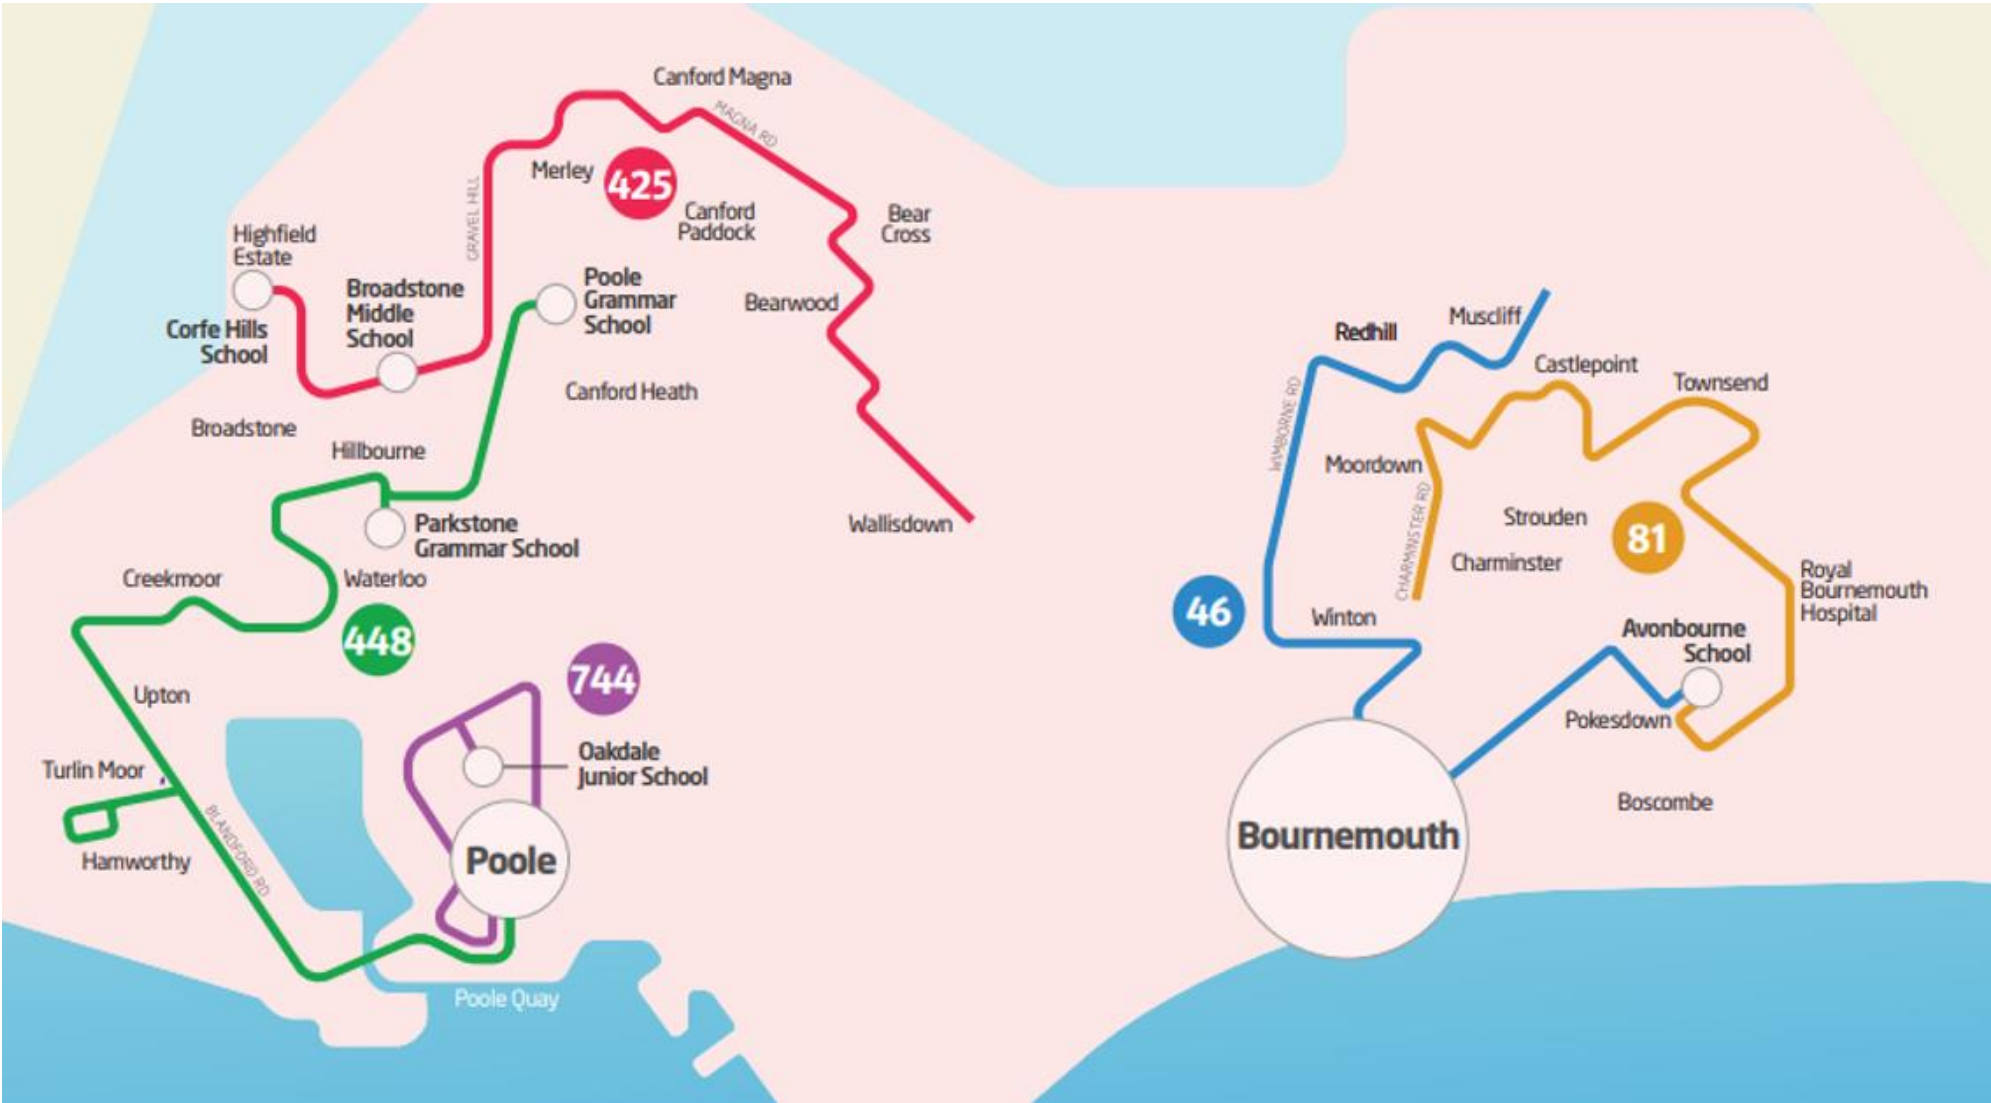 Canford Magna
MAGNA RD
Merley
425
GRAVEL HILL
Canford
Paddock
Bear
Cross
Highfield
Estate
Broadstone
Middle
School
Poole
Grammar
School
Bearwood
Corfe Hills
School
Canford Heath
Broadstone
Hillbourne
Parkstone
Grammar School
Wallisdown
Creekmoor
Waterloo
448
744
Upton
Oakdale
Junior School
Turlin Moor
BLANDFORD RD
Hamworthy
Poole
Poole Quay
Muscliff
Redhill
Castlepoint
Townsend
WIMBORNE RD
Moordown
CHARMINSTER RD
Strouden
81
Charminster
Royal
Bournemouth
Hospital
46
Winton
Avonbourne
School
Pokesdown
Boscombe
Bournemouth